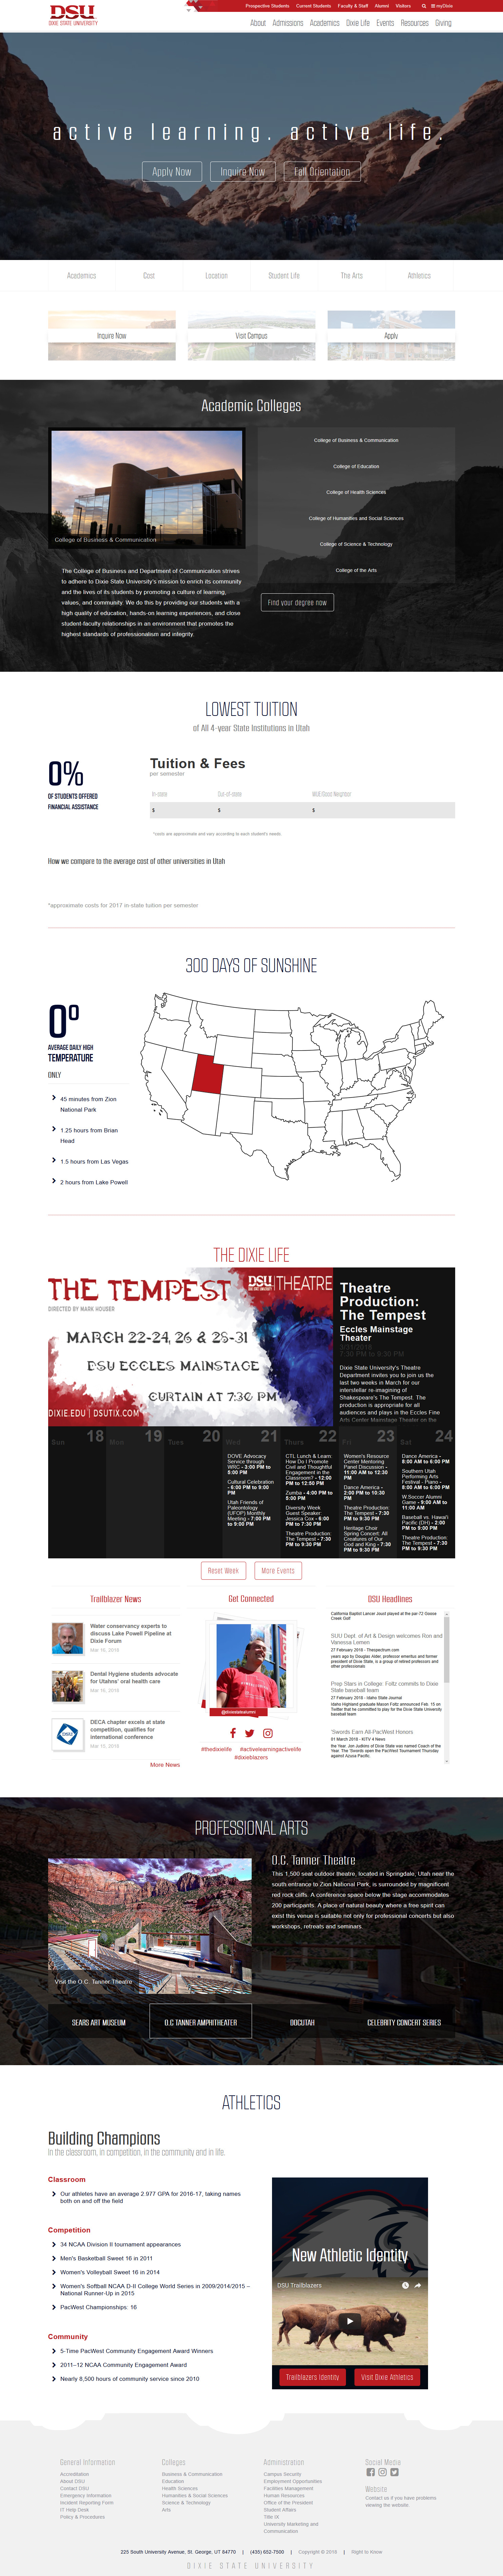 DSU
DIXIE STATE UNIVERSITY
Prospective Students Current Students Faculty & Staff Alumni Visitors myDixie
About Admissions Academics Dixie Life Events Resources Giving
active learning. active life.
Apply Now Inquire Now Fall Orientation
Academics Cost Location Student Life The Arts Athletics
Inquire Now Visit Campus Apply
Academic Colleges
College of Business & Communication
College of Education
College of Health Sciences
College of Humanities and Social Sciences
College of Science & Technology
College of the Arts
Find your degree now
College of Business & Communication
The College of Business and Department of Communication strives
to adhere to Dixie State University's mission to enrich its community
and the lives of its students by promoting a culture of learning,
values, and community. We do this by providing our students with a
high quality of education, hands-on learning experiences, and close
student-faculty relationships in an environment that promotes the
highest standards of professionalism and integrity.
LOWEST TUITION
of All 4-year State Institutions in Utah
0%
OF STUDENTS OFFERED
FINANCIAL ASSISTANCE
Tuition & Fees
per semester
In-state Out-of-state WUE/Good Neighbor
$ $ $
*costs are approximate and vary according to each student's needs.
How we compare to the average cost of other universities in Utah
*approximate costs for 2017 in-state tuition per semester
300 DAYS OF SUNSHINE
0°
AVERAGE DAILY HIGH
TEMPERATURE
ONLY
45 minutes from Zion
National Park
1.25 hours from Brian
Head
1.5 hours from Las Vegas
2 hours from Lake Powell
THE DIXIE LIFE
THE TEMPEST
DIRECTED BY MARK HOUSER
DSU THEATRE
MARCH 22-24, 26 & 28-31
DSU ECCLES MAINSTAGE
CURTAIN AT 7:30 PM
DIXIE.EDU | DSUTIX.COM
Theatre
Production:
The Tempest
Eccles Mainstage
Theater
7:30 PM to 9:30 PM
Dixie State University's Theatre
Department invites you to join us the
last two weeks in March for our
interstellar re-imagining of
Shakespeare's The Tempest. The
production is appropriate for all
audiences and plays in the Eccles Fine
Arts Center Mainstage Theater on the
Sun 18 Mon 19 Tues 20 Wed 21 Thurs 22 Fri 23 Sat 24
DOVE Advocacy
Service through
WRC - 3:00 PM to
5:00 PM
Cultural Celebration
- 6:00 PM to 9:00
PM
Utah Friends of
Paleontology
(UFOP) Monthly
Meeting - 7:00 PM
to 9:00 PM
CTL Lunch & Learn:
How Do I Promote
Civil and Thoughtful
Engagement in the
Classroom? - 12:00
PM to 12:50 PM
Zumba - 4:00 PM to
5:00 PM
Diversity Week
Guest Speaker:
Jessica Cox - 6:00
PM to 7:30 PM
Theatre Production:
The Tempest - 7:30
PM to 9:30 PM
Women's Resource
Center Mentoring
Panel Discussion -
11:00 AM to 12:30
PM
Dance America -
2:00 PM to 10:30
PM
Theatre Production:
The Tempest - 7:30
PM to 9:30 PM
Heritage Choir
Spring Concert: All
Creatures of Our
God and King - 7:30
PM to 9:30 PM
Dance America -
8:00 AM to 6:00 PM
Southern Utah
Performing Arts
Festival - Piano -
8:00 AM to 6:00 PM
W.Soccer Alumni
Game - 9:00 AM to
11:00 AM
Baseball vs. Hawai'i
Pacific (DH) - 2:00
PM to 9:00 PM
Theatre Production:
The Tempest - 7:30
PM to 9:30 PM
Reset Week More Events
Trailblazer News
Water conservancy experts to
discuss Lake Powell Pipeline at
Dixie Forum
Mar 16, 2018
Dental Hygiene students advocate
for Utahns' oral health care
Mar 16, 2018
DECA chapter excels at state
competition, qualifies for
international conference
Mar 15, 2018
More News
Get Connected
@dixiestatealumni
#thedixielife #activelearningactivelife
#dixieblazers
DSU Headlines
California Baptist Lancer Joust played at the par-72 Goose
Creek Golf
SUU Dept. of Art & Design welcomes Ron and
Vanessa Lemen
27 February 2018 - Thespectrum.com
years ago by Douglas Alder, professor emeritus and former
president of Dixie State, is a group of retired professors and
other professionals
Prep Stars in College: Foltz commits to Dixie
State baseball team
27 February 2018 - Idaho State Journal
Idaho Highland graduate Mason Foltz announced Feb. 15 on
Twitter that he committed to play for the Dixie State University
baseball team
'Swords Earn All-PacWest Honors
01 March 2018 - KITV 4 News
the Year. Jon Judkins of Dixie State was named Coach of the
Year. The 'Swords open the PacWest Tournament Thursday
against Azusa Pacific.
PROFESSIONAL ARTS
Visit the O.C. Tanner Theatre
O.C. Tanner Theatre
This 1,500 seat outdoor theatre, located in Springdale, Utah near the
south entrance to Zion National Park, is surrounded by magnificent
red rock cliffs. A conference space below the stage accommodates
200 participants. A place of natural beauty where a free spirit can
exist this venue is suitable not only for professional concerts but also
workshops, retreats and seminars.
SEARS ART MUSEUM O.C TANNER AMPHITHEATER DOCUTAH CELEBRITY CONCERT SERIES
ATHLETICS
Building Champions
In the classroom, in competition, in the community and in life.
Classroom
Our athletes have an average 2.977 GPA for 2016-17, taking names
both on and off the field
Competition
34 NCAA Division II tournament appearances
Men's Basketball Sweet 16 in 2011
Women's Volleyball Sweet 16 in 2014
Women's Softball NCAA D-II College World Series in 2009/2014/2015 –
National Runner-Up in 2015
PacWest Championships: 16
Community
5-Time PacWest Community Engagement Award Winners
2011–12 NCAA Community Engagement Award
Nearly 8,500 hours of community service since 2010
New Athletic Identity
DSU Trailblazers
Trailblazers Identity Visit Dixie Athletics
General Information
Accreditation
About DSU
Contact DSU
Emergency Information
Incident Reporting Form
IT Help Desk
Policy & Procedures
Colleges
Business & Communication
Education
Health Sciences
Humanities & Social Sciences
Science & Technology
Arts
Administration
Campus Security
Employment Opportunities
Facilities Management
Human Resources
Office of the President
Student Affairs
Title IX
University Marketing and
Communication
Social Media
Website
Contact us if you have problems
viewing the website.
225 South University Avenue, St. George, UT 84770 | (435) 652-7500 | Copyright © 2018 | Right to Know
DIXIE STATE UNIVERSITY